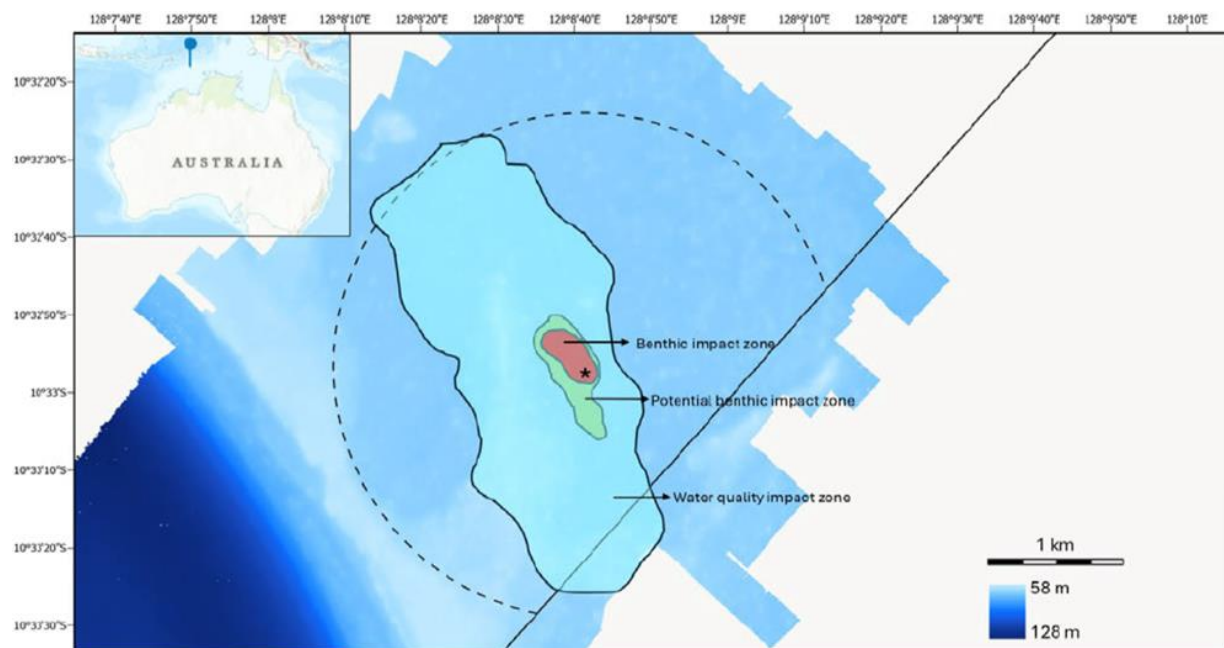 128°7'40"E 128°7'50"E 128°8'E 128°8'10"E 128°8'20"E 128°8'30"E 128°8'40"E 128°8'50"E 128°9'E 128°9'10"E 128°9'20"E 128°9'30"E 128°9'40"E 128°9'50"E 128°10'E 128°10'10"E
10°32'20"S
AUSTRALIA
10°32'30"S
10°32'40"S
10°32'50"S
Benthic impact zone
10°33'S
Potential benthic impact zone
10°33'10"S
Water quality impact zone
10°33'20"S
1 km
58 m
10°33'30"S
128 m